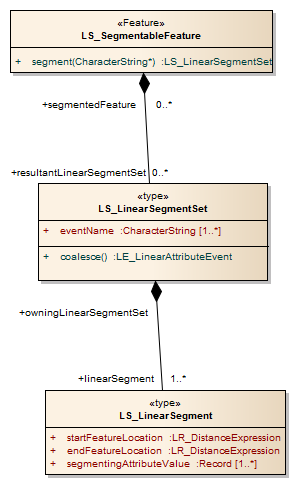 «Feature»
LS_SegmentableFeature
+ segment(CharacterString*) :LS_LinearSegmentSet
+segmentedFeature 0..*
+resultantLinearSegmentSet 0..*
«type»
LS_LinearSegmentSet
+ eventName :CharacterString [1..*]
+ coalesce() :LE_LinearAttributeEvent
+owningLinearSegmentSet
+linearSegment 1..*
«type»
LS_LinearSegment
+ startFeatureLocation :LR_DistanceExpression
+ endFeatureLocation :LR_DistanceExpression
+ segmentingAttributeValue :Record [1..*]